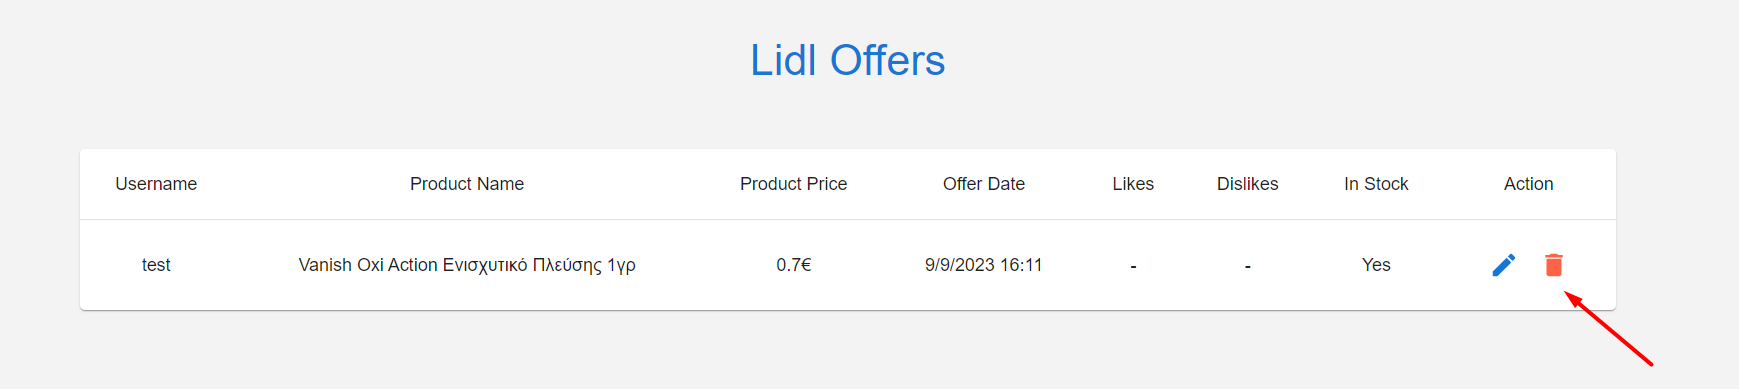 Lidl Offers
Username Product Name Product Price Offer Date Likes Dislikes In Stock Action
test Vanish Oxi Action Ενισχυτικό Πλεύσης 1γρ 0.7€ 9/9/2023 16:11 - - Yes